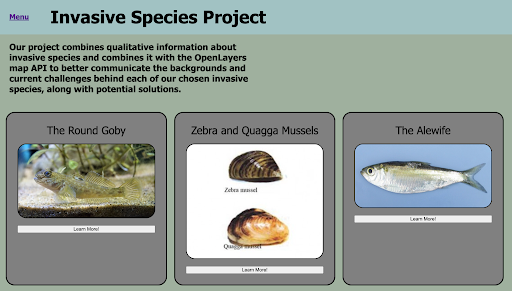 Menu
Invasive Species Project
Our project combines qualitative information about
invasive species and combines it with the OpenLayers
map API to better communicate the backgrounds and
current challenges behind each of our chosen invasive
species, along with potential solutions.
The Round Goby
Learn More!
Zebra and Quagga Mussels
Zebra mussel
Quagga mussel
Learn More!
The Alewife
Learn More!